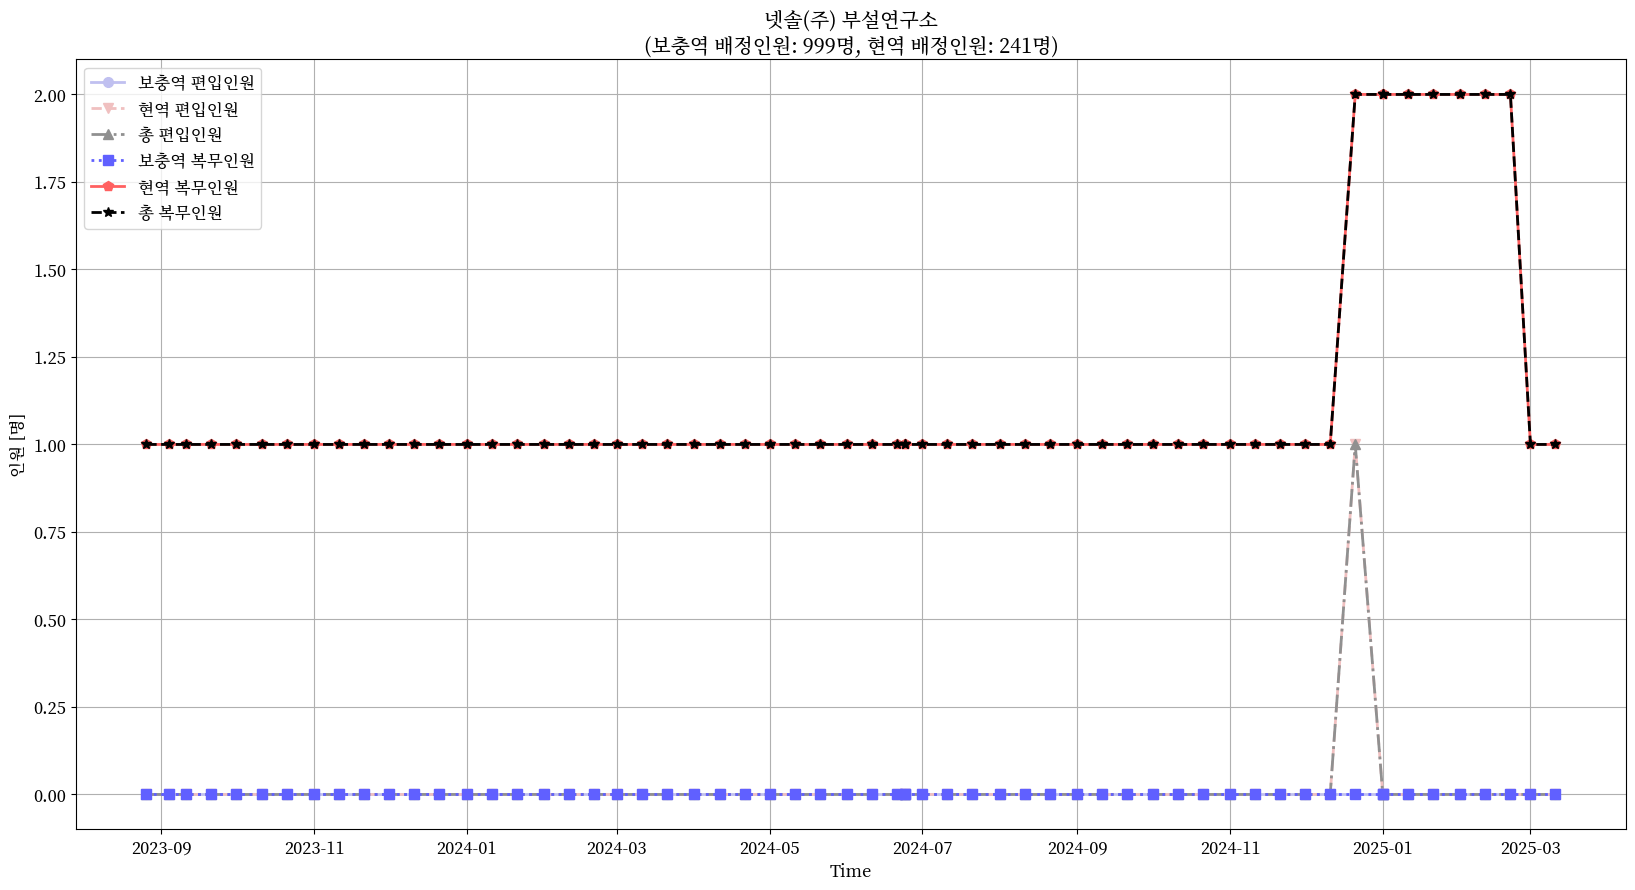 넷솔(주) 부설연구소
(보충역 배정인원: 999명, 현역 배정인원: 241명)
보충역 편입인원
현역 편입인원
총 편입인원
보충역 복무인원
현역 복무인원
총 복무인원
2.00
1.75
1.50
1.25
1.00
0.75
0.50
0.25
0.00
인원 [명]
2023-09 2023-11 2024-01 2024-03 2024-05 2024-07 2024-09 2024-11 2025-01 2025-03
Time